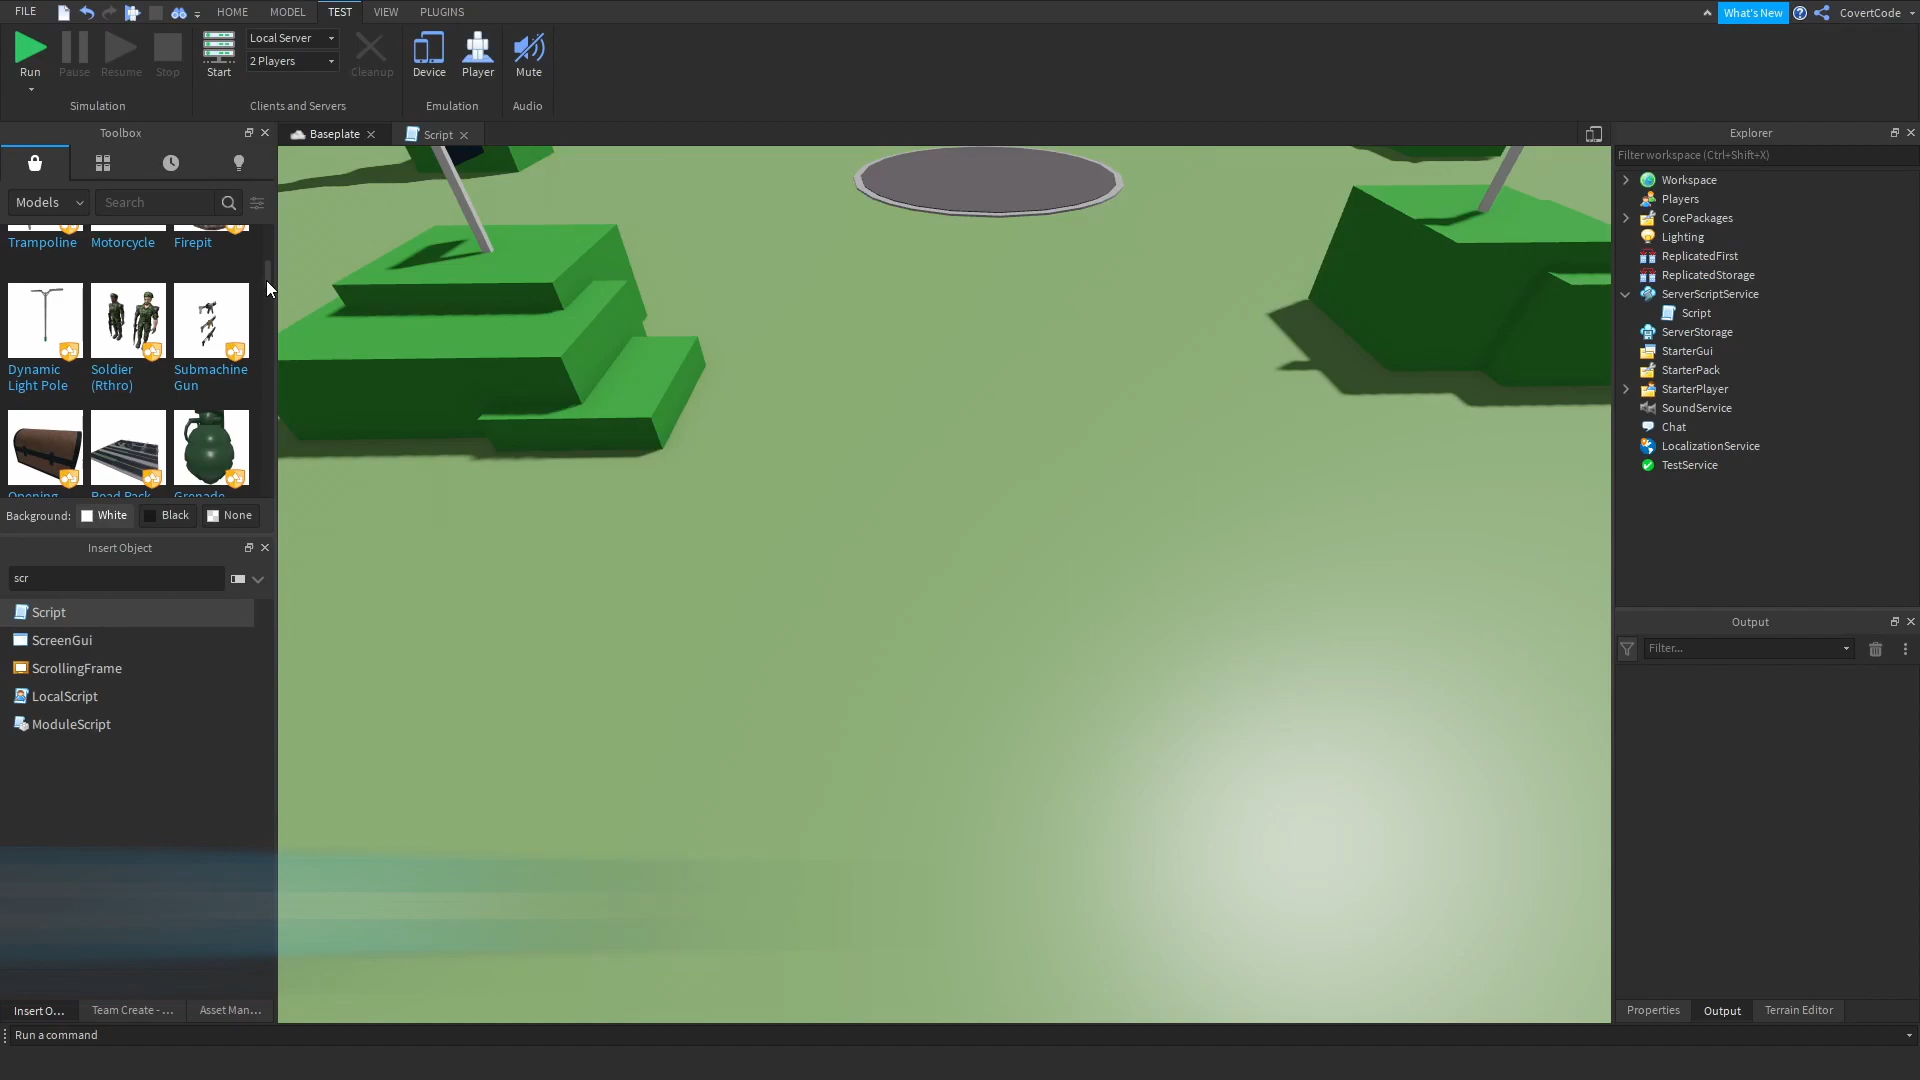 FILE HOME MODEL TEST VIEW PLUGINS What's New CovertCode
Run Pause Resume Stop Start Local Server 2 Players Cleanup Device Player Mute
Simulation Clients and Servers Emulation Audio
Toolbox
Baseplate Script
Explorer
Models Search
Filter workspace (Ctrl+Shift+X)
Trampoline Motorcycle Firepit
Dynamic Light Pole
Soldier (Rthro)
Submachine Gun
Opening Road Pack Grenade
Background: White Black None
Insert Object
scr
Script
ScreenGui
ScrollingFrame
LocalScript
ModuleScript
Insert O... Team Create - ... Asset Man...
Run a command
Workspace
Players
CorePackages
Lighting
ReplicatedFirst
ReplicatedStorage
ServerScriptService
Script
ServerStorage
StarterGui
StarterPack
StarterPlayer
SoundService
Chat
LocalizationService
TestService
Output
Filter...
Properties Output Terrain Editor